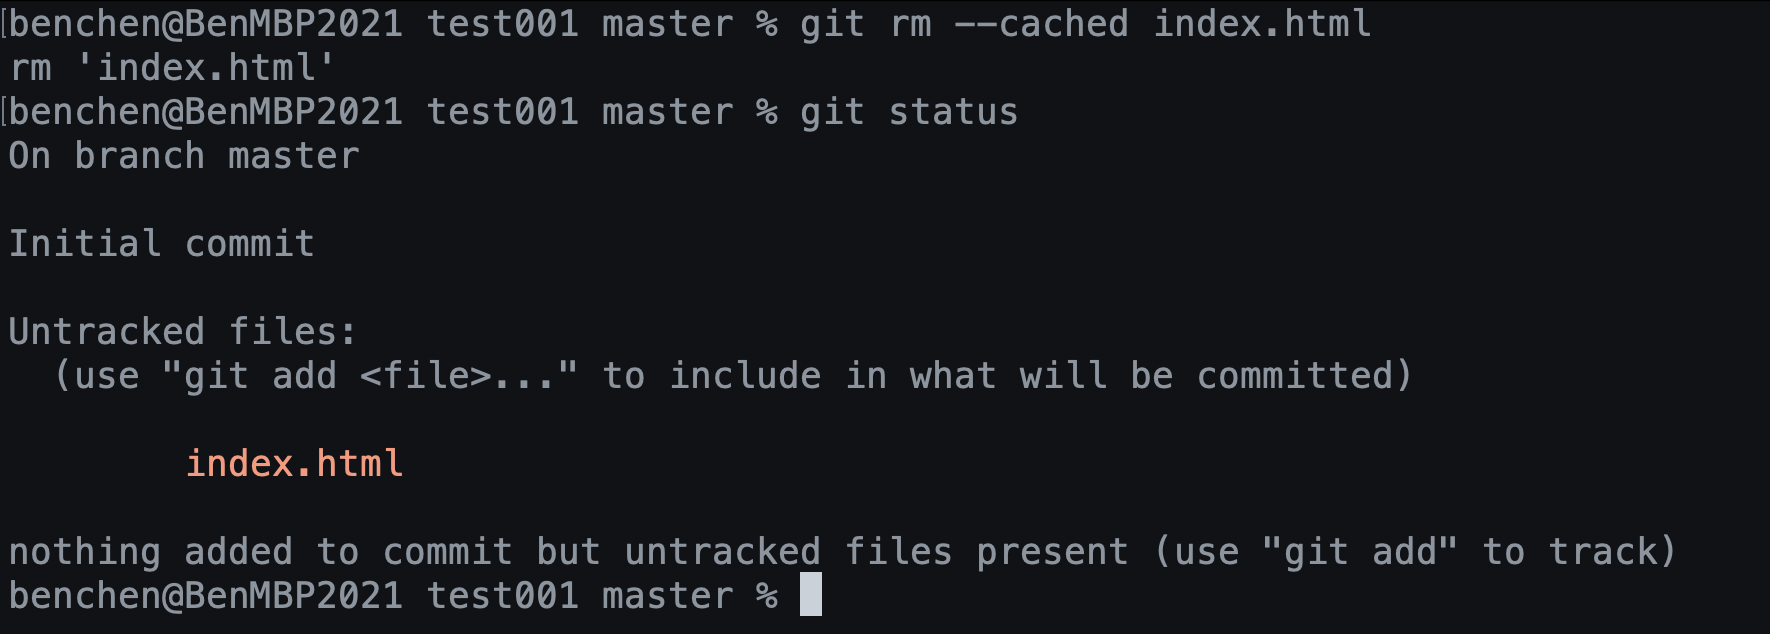 [benchen@BenMBP2021 test001 master % git rm --cached index.html
rm 'index.html'
[benchen@BenMBP2021 test001 master % git status
On branch master
Initial commit
Untracked files:
  (use "git add <file>..." to include in what will be committed)
        index.html
nothing added to commit but untracked files present (use "git add" to track)
benchen@BenMBP2021 test001 master %